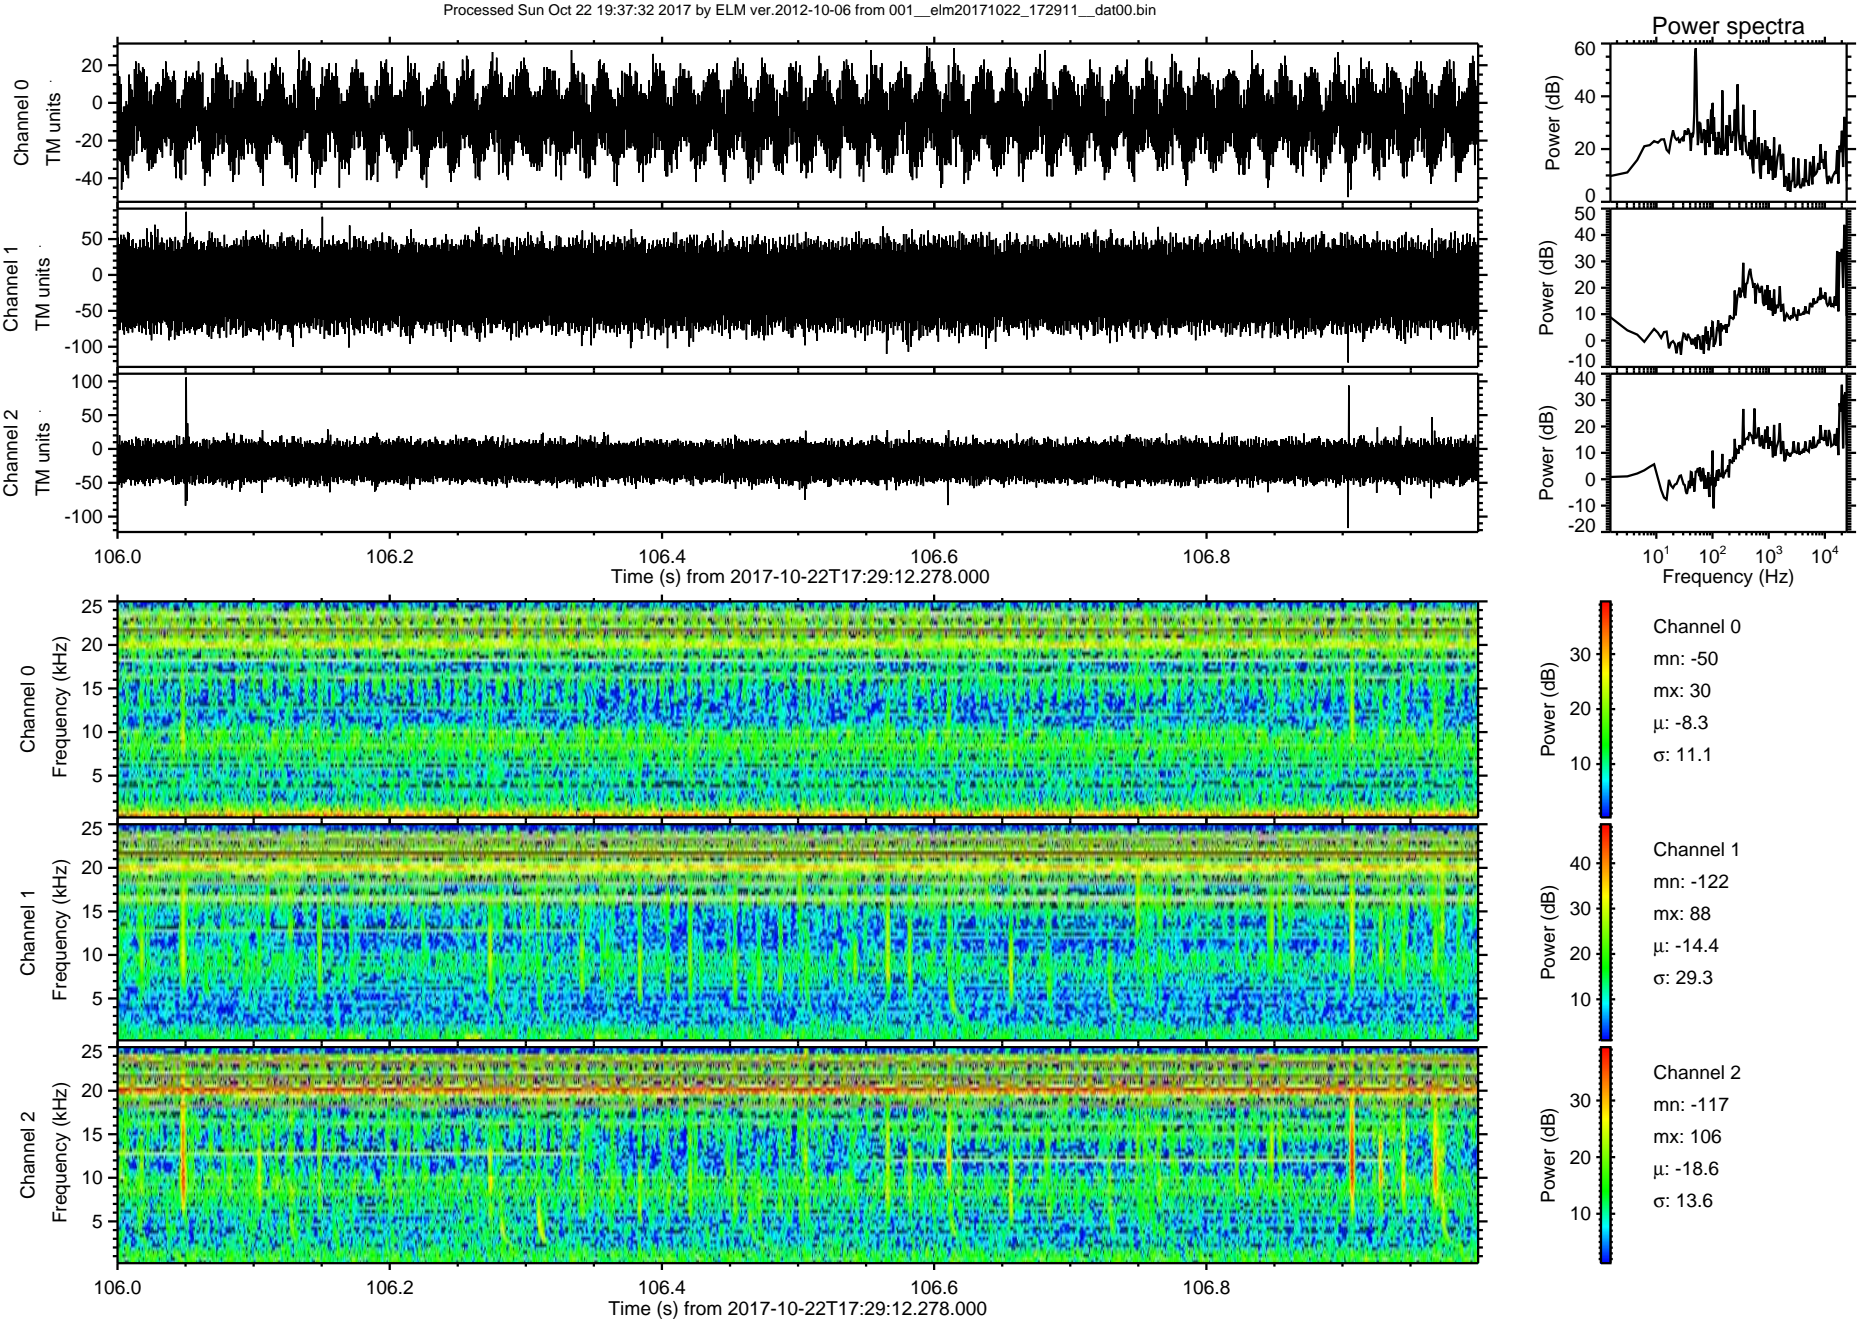 Processed Sun Oct 22 19:37:32 2017 by ELM ver.2012-10-06 from 001__elm20171022_172911__dat00.bin
Power spectra
Channel 0
TM units
20
0
-20
-40
Power (dB)
60
40
20
0
Channel 1
TM units
50
0
-50
-100
Power (dB)
50
40
30
20
10
0
-10
Channel 2
TM units
100
50
0
-50
-100
Power (dB)
40
30
20
10
0
-10
-20
106.0 106.2 106.4 106.6 106.8
Time (s) from 2017-10-22T17:29:12.278.000
10^1 10^2 10^3 10^4
Frequency (Hz)
Channel 0
Frequency (kHz)
25
20
15
10
5
Power (dB)
30
20
10
Channel 0
mn: -50
mx: 30
μ: -8.3
σ: 11.1
Channel 1
Frequency (kHz)
25
20
15
10
5
Power (dB)
40
30
20
10
Channel 1
mn: -122
mx: 88
μ: -14.4
σ: 29.3
Channel 2
Frequency (kHz)
25
20
15
10
5
Power (dB)
30
20
10
Channel 2
mn: -117
mx: 106
μ: -18.6
σ: 13.6
106.0 106.2 106.4 106.6 106.8
Time (s) from 2017-10-22T17:29:12.278.000